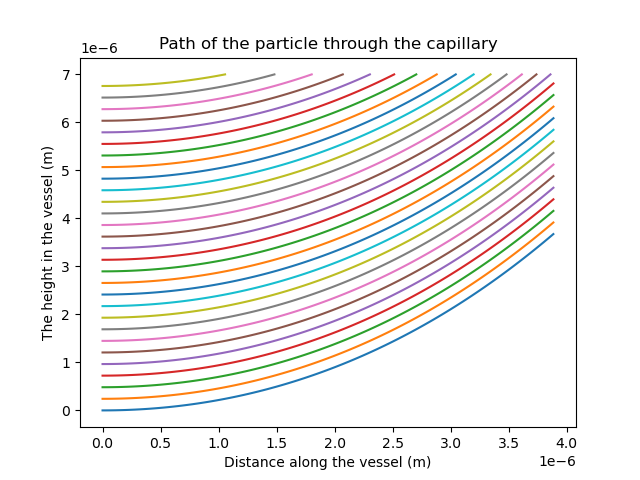 Path of the particle through the capillary
1e−6
7
6
5
4
3
2
1
0
The height in the vessel (m)
0.0 0.5 1.0 1.5 2.0 2.5 3.0 3.5 4.0
Distance along the vessel (m)
1e−6